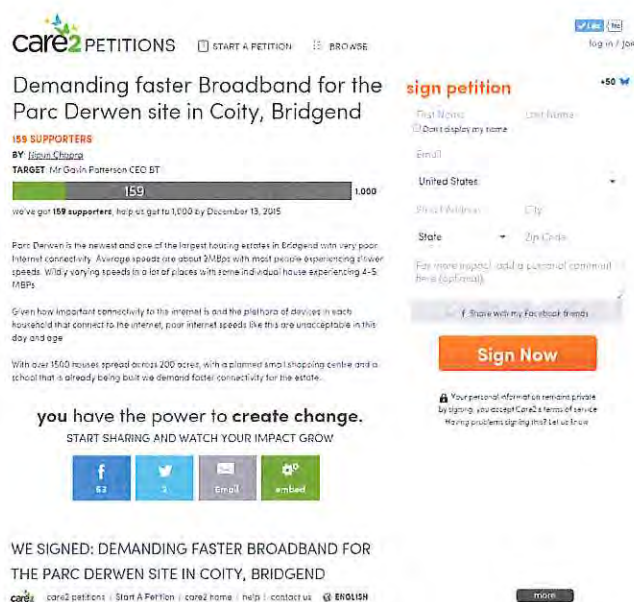 care2 PETITIONS
START A PETITION
BROWSE
Like
log in / Joi
Demanding faster Broadband for the
Parc Derwen site in Coity, Bridgend
159 SUPPORTERS
BY: Nipun Chopra
TARGET: Mr Gavin Patterson CEO BT
159
1,000
we've got 159 supporters, help us get to 1,000 by December 13, 2015
Parc Derwen is the newest and one of the largest housing estates in Bridgend with very poor
Internet connectivity. Average speeds are about 2MBps with most people experiencing slower
speeds. Wildly varying speeds in a lot of places with some individual house experiencing 4-5
MBPs
Given how important connectivity to the internet is and the plethora of devices in each
household that connect to the internet, poor internet speeds like this are unacceptable in this
day and age
With over 1500 houses spread across 200 acres, with a planned small shopping centre and a
school that is already being built we demand faster connectivity for the estate.
you have the power to create change.
START SHARING AND WATCH YOUR IMPACT GROW
63
Email
embed
WE SIGNED: DEMANDING FASTER BROADBAND FOR
THE PARC DERWEN SITE IN COITY, BRIDGEND
care2 care2 petitions | Start A Petition | care2 home | help | contact us ENGLISH
sign petition
+50
First Name
Last Name
Don't display my name
Email
United States
Street Address
City
State
Zip Code
For more impact, add a personal comment
here (optional)
Share with my Facebook friends
Sign Now
Your personal information remains private
by signing, you accept Care2's terms of service
Having problems signing this? Let us know
more